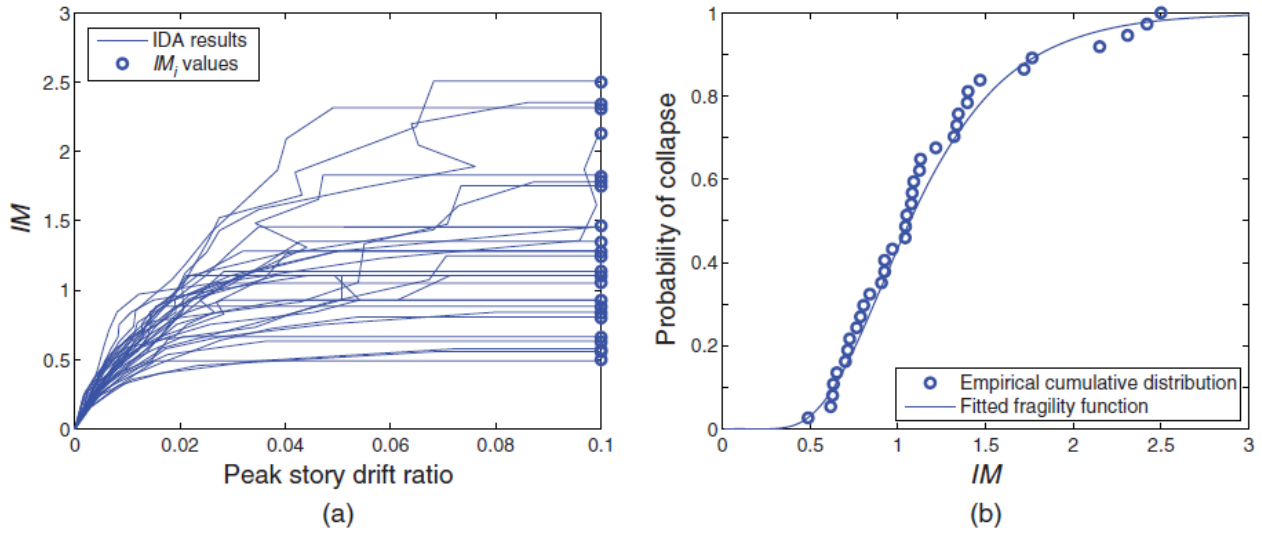 3
2.5
2
1.5
1
0.5
0
IM
IDA results
IMi values
0
0.02
0.04
0.06
0.08
0.1
Peak story drift ratio
(a)
1
0.8
0.6
0.4
0.2
0
Probability of collapse
Empirical cumulative distribution
Fitted fragility function
0
0.5
1
1.5
2
2.5
3
IM
(b)